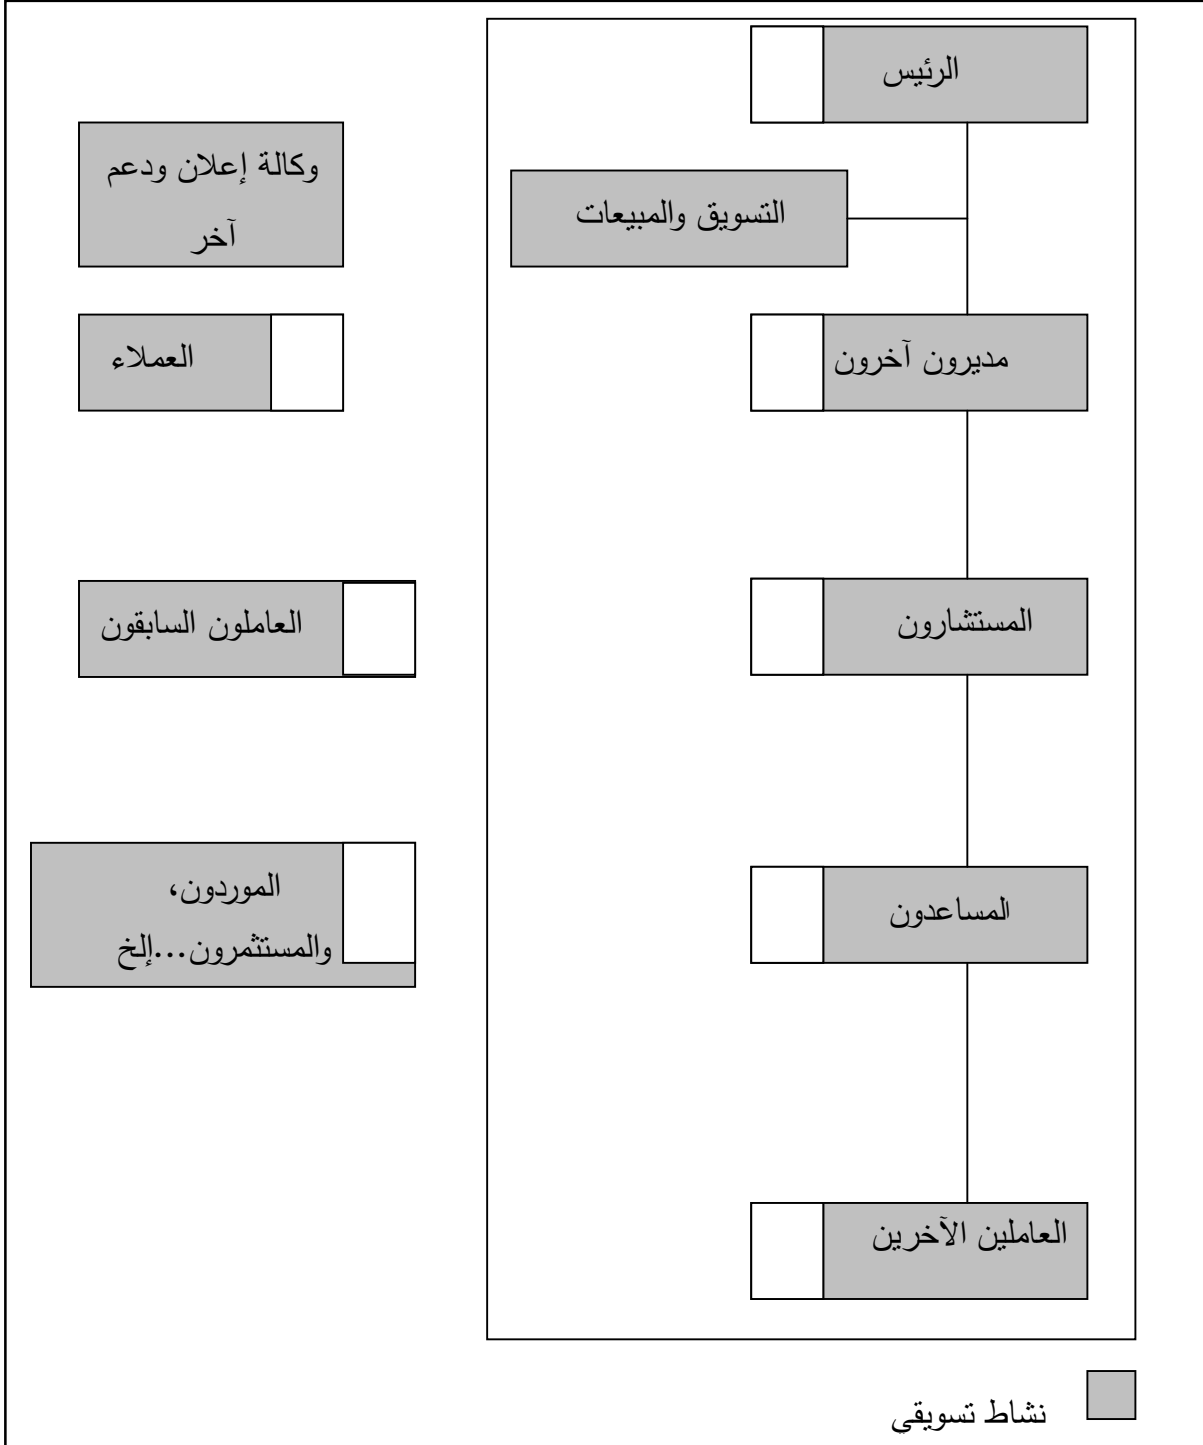 الرئيس
التسويق والمبيعات
مديرون آخرون
المستشارون
المساعدون
العاملين الآخرين
وكالة إعلان ودعم
آخر
العملاء
العاملون السابقون
الموردون،
والمستثمرون...إلخ
نشاط تسويقي